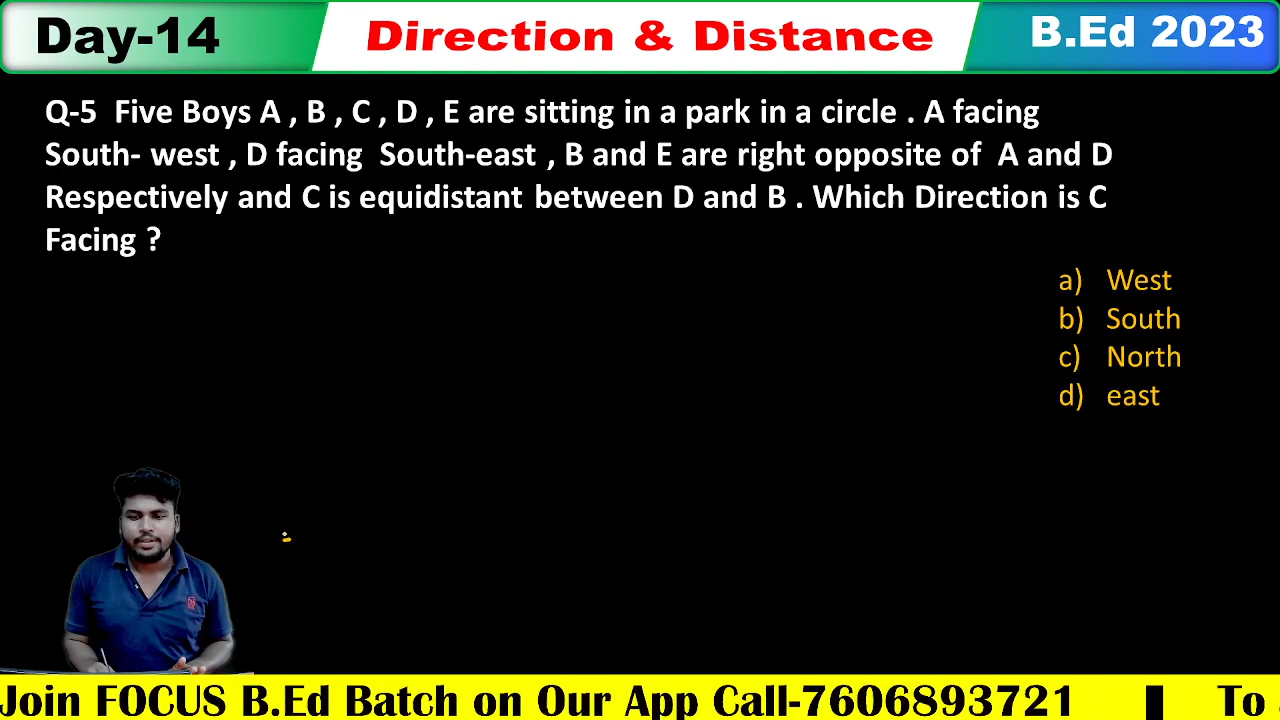 Day-14
Direction & Distance
B.Ed 2023
Q-5 Five Boys A , B , C , D , E are sitting in a park in a circle . A facing
South- west , D facing South-east , B and E are right opposite of A and D
Respectively and C is equidistant between D and B . Which Direction is C
Facing ?
a) West
b) South
c) North
d) east
Join FOCUS B.Ed Batch on Our App Call-7606893721 To